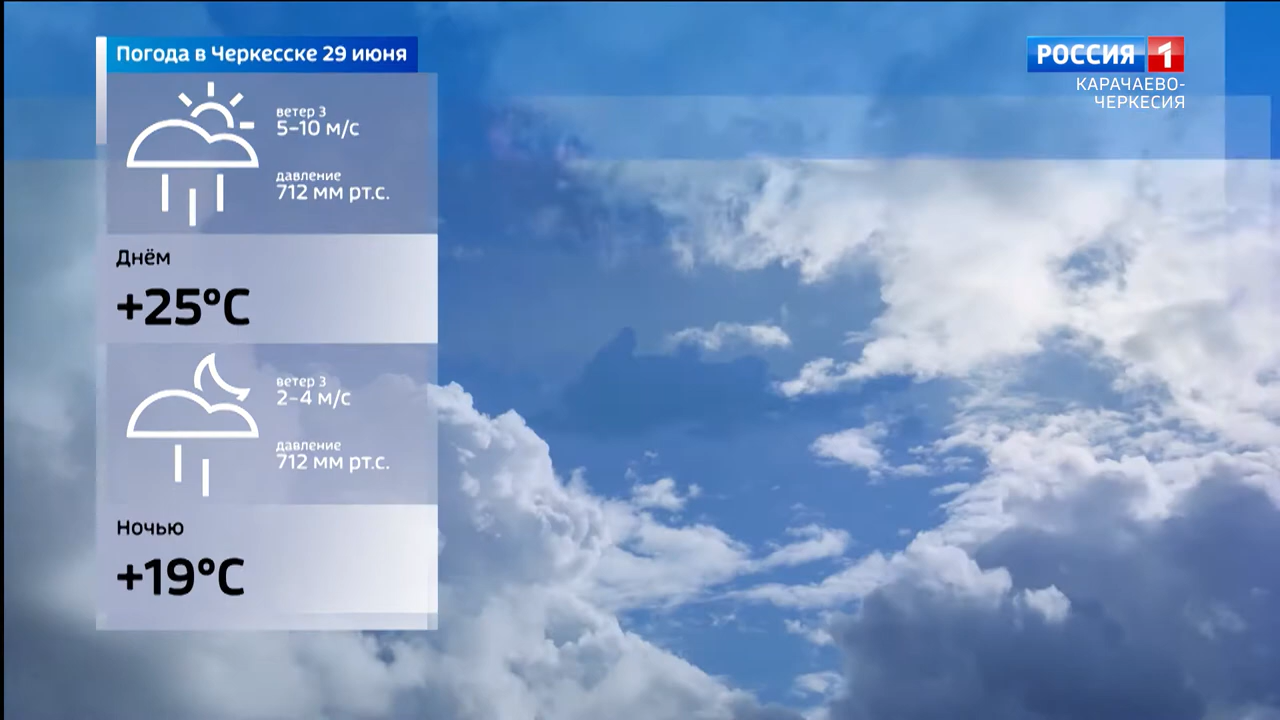 Погода в Черкесске 29 июня
РОССИЯ 1
КАРАЧАЕВО-
ЧЕРКЕСИЯ
ветер З
5-10 м/с
давление
712 мм рт.с.
Днём
+25°C
ветер З
2-4 м/с
давление
712 мм рт.с.
Ночью
+19°C